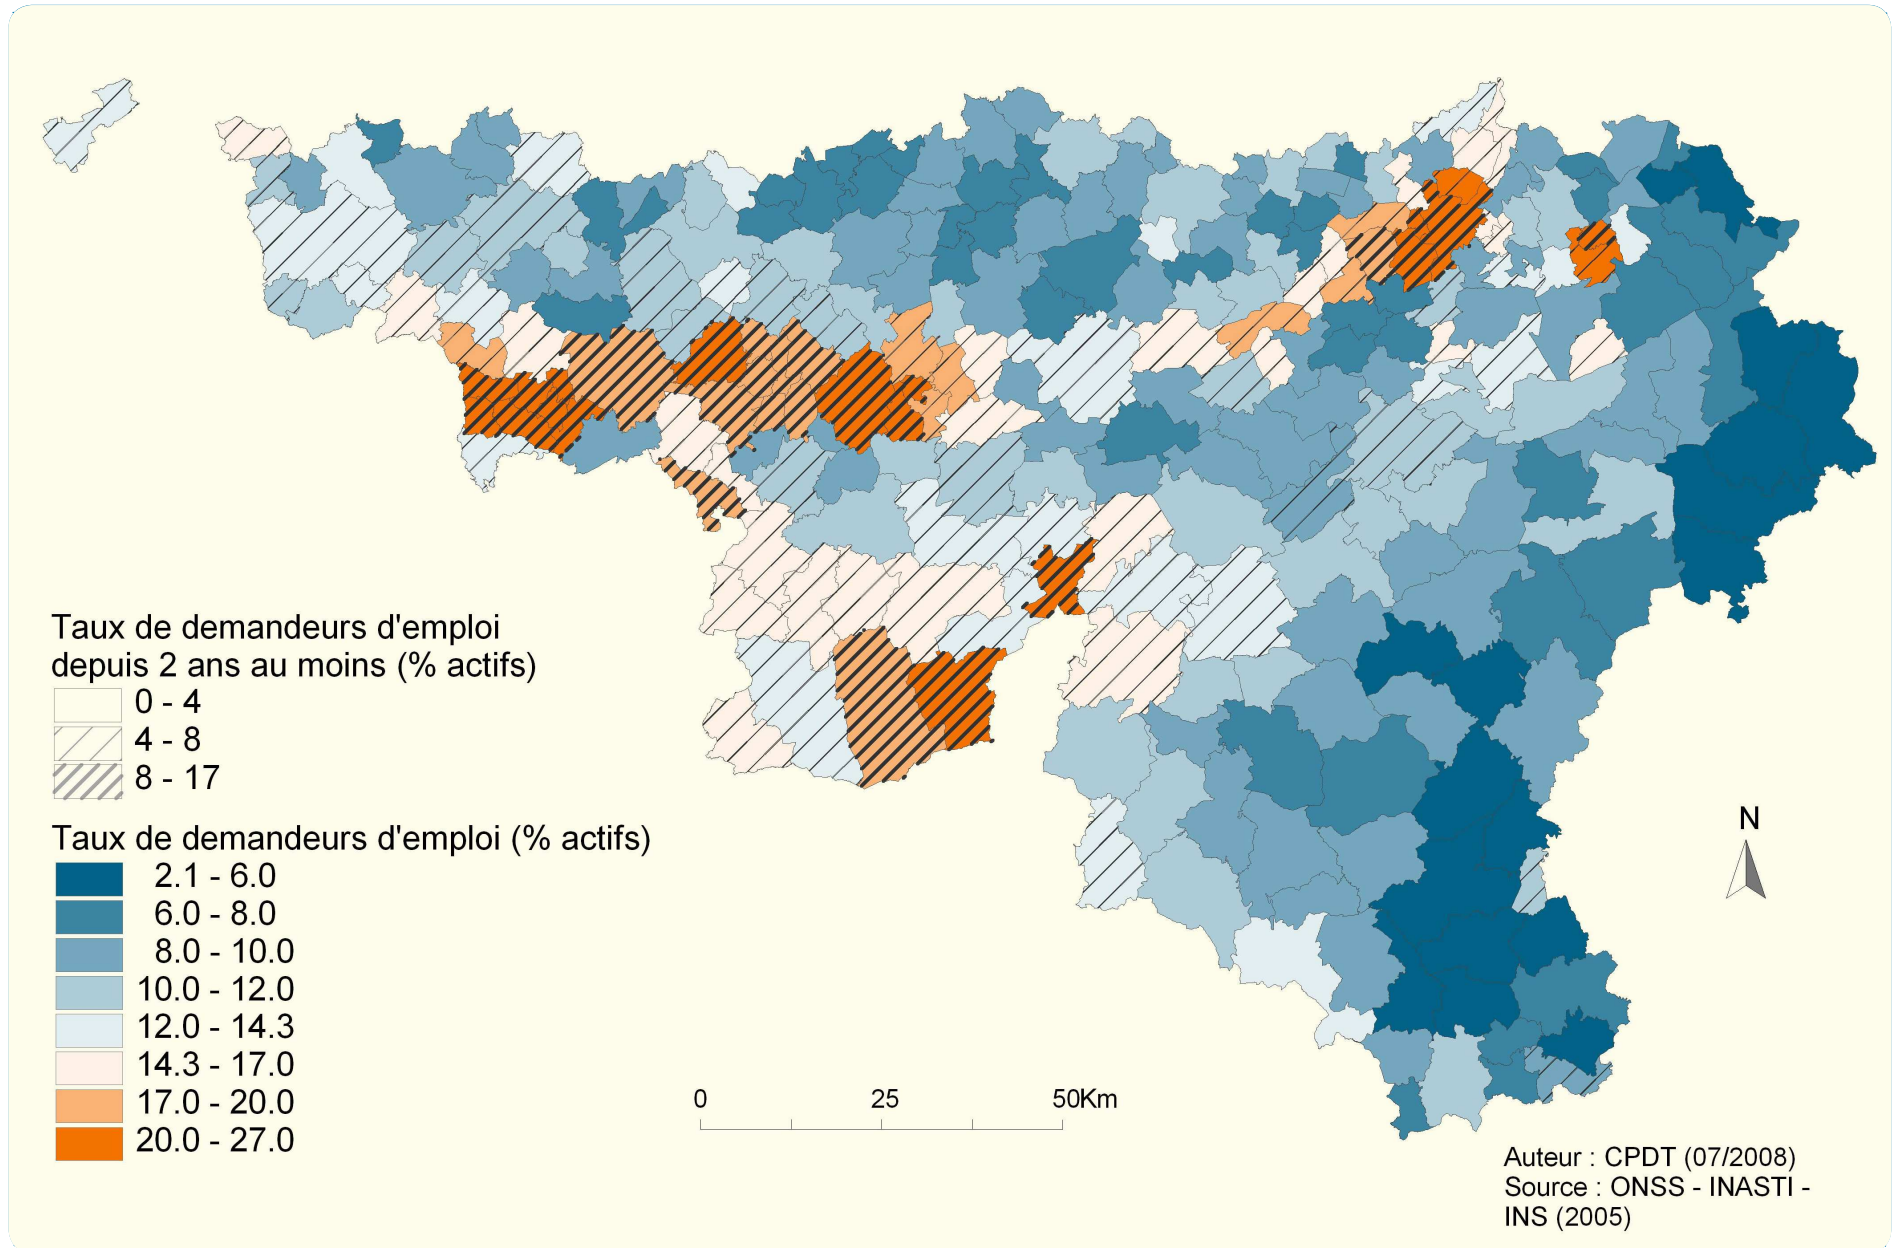 Taux de demandeurs d'emploi
depuis 2 ans au moins (% actifs)
0 - 4
4 - 8
8 - 17
Taux de demandeurs d'emploi (% actifs)
2.1 - 6.0
6.0 - 8.0
8.0 - 10.0
10.0 - 12.0
12.0 - 14.3
14.3 - 17.0
17.0 - 20.0
20.0 - 27.0
0 25 50Km
N
Auteur : CPDT (07/2008)
Source : ONSS - INASTI -
INS (2005)